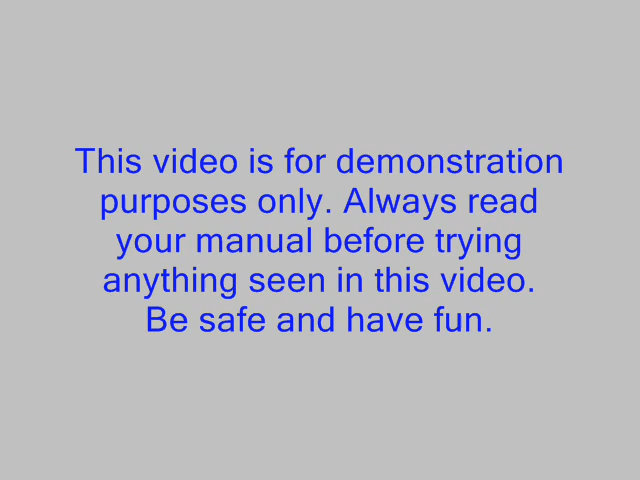 This video is for demonstration
purposes only. Always read
your manual before trying
anything seen in this video.
Be safe and have fun.